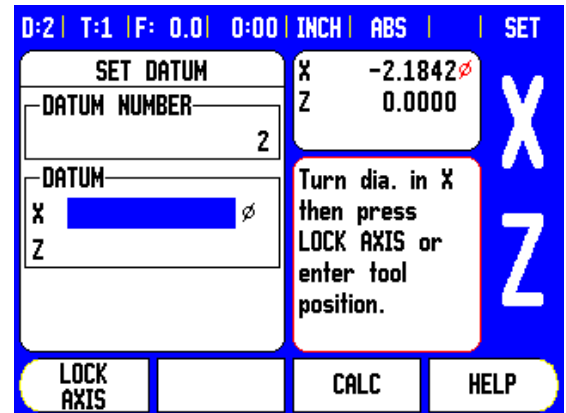 D:2| T:1 |F: 0.0| 0:00| INCH| ABS | | SET
SET DATUM
DATUM NUMBER
2
DATUM
X Ø
Z
X -2.1842Ø
Z 0.0000
Turn dia. in X
then press
LOCK AXIS or
enter tool
position.
X
Z
LOCK
AXIS
CALC
HELP